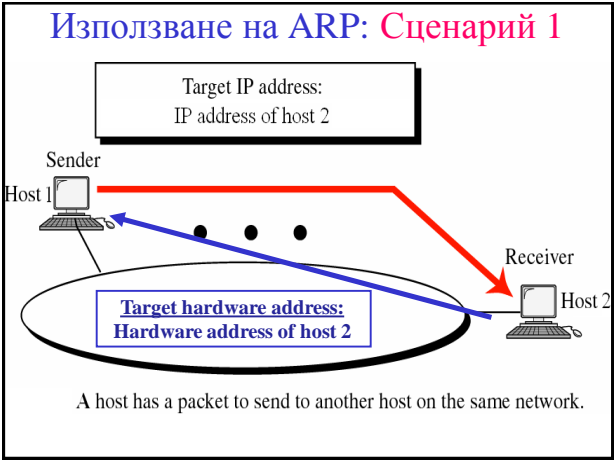 Използване на ARP: Сценарий 1
Target IP address:
IP address of host 2
Sender
Host 1
Receiver
Host 2
Target hardware address:
Hardware address of host 2
A host has a packet to send to another host on the same network.